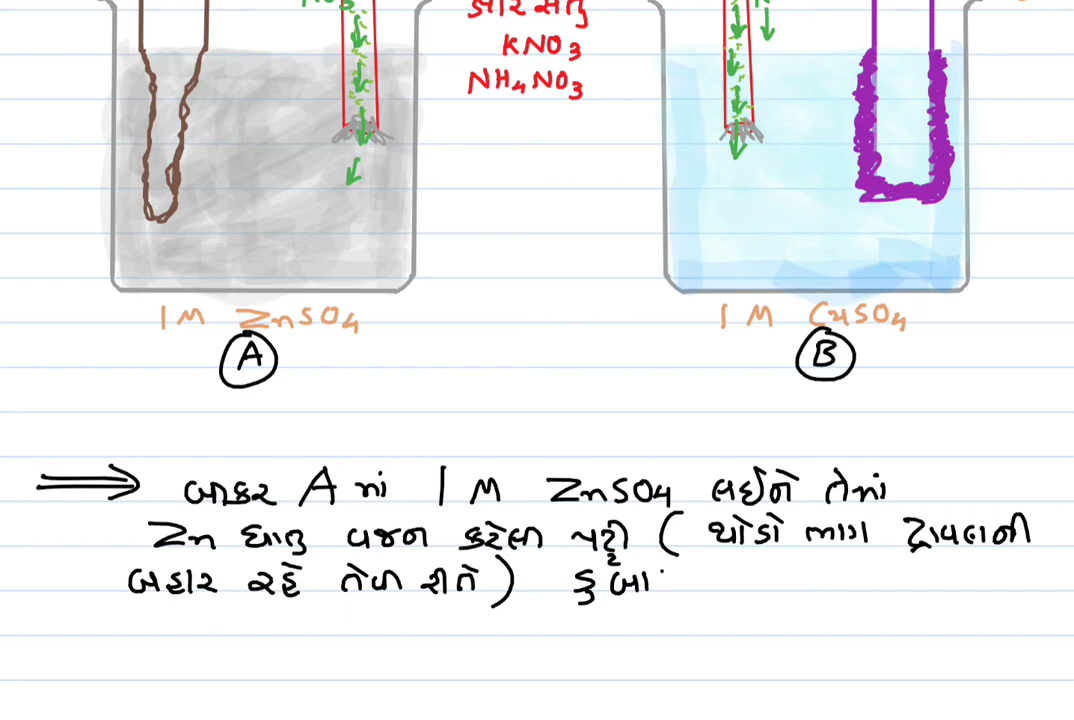 ક્ષાર સેતુ
KNO3
NH4NO3
1 M ZnSO4
1 M CuSO4
A
B
બીકર A માં 1 M ZnSO4 લઈને તેમાં
Zn ધાતુ વજન કરેલી પટ્ટી ( થોડો ભાગ દ્રાવણની
બહાર રહે તેવી રીતે )